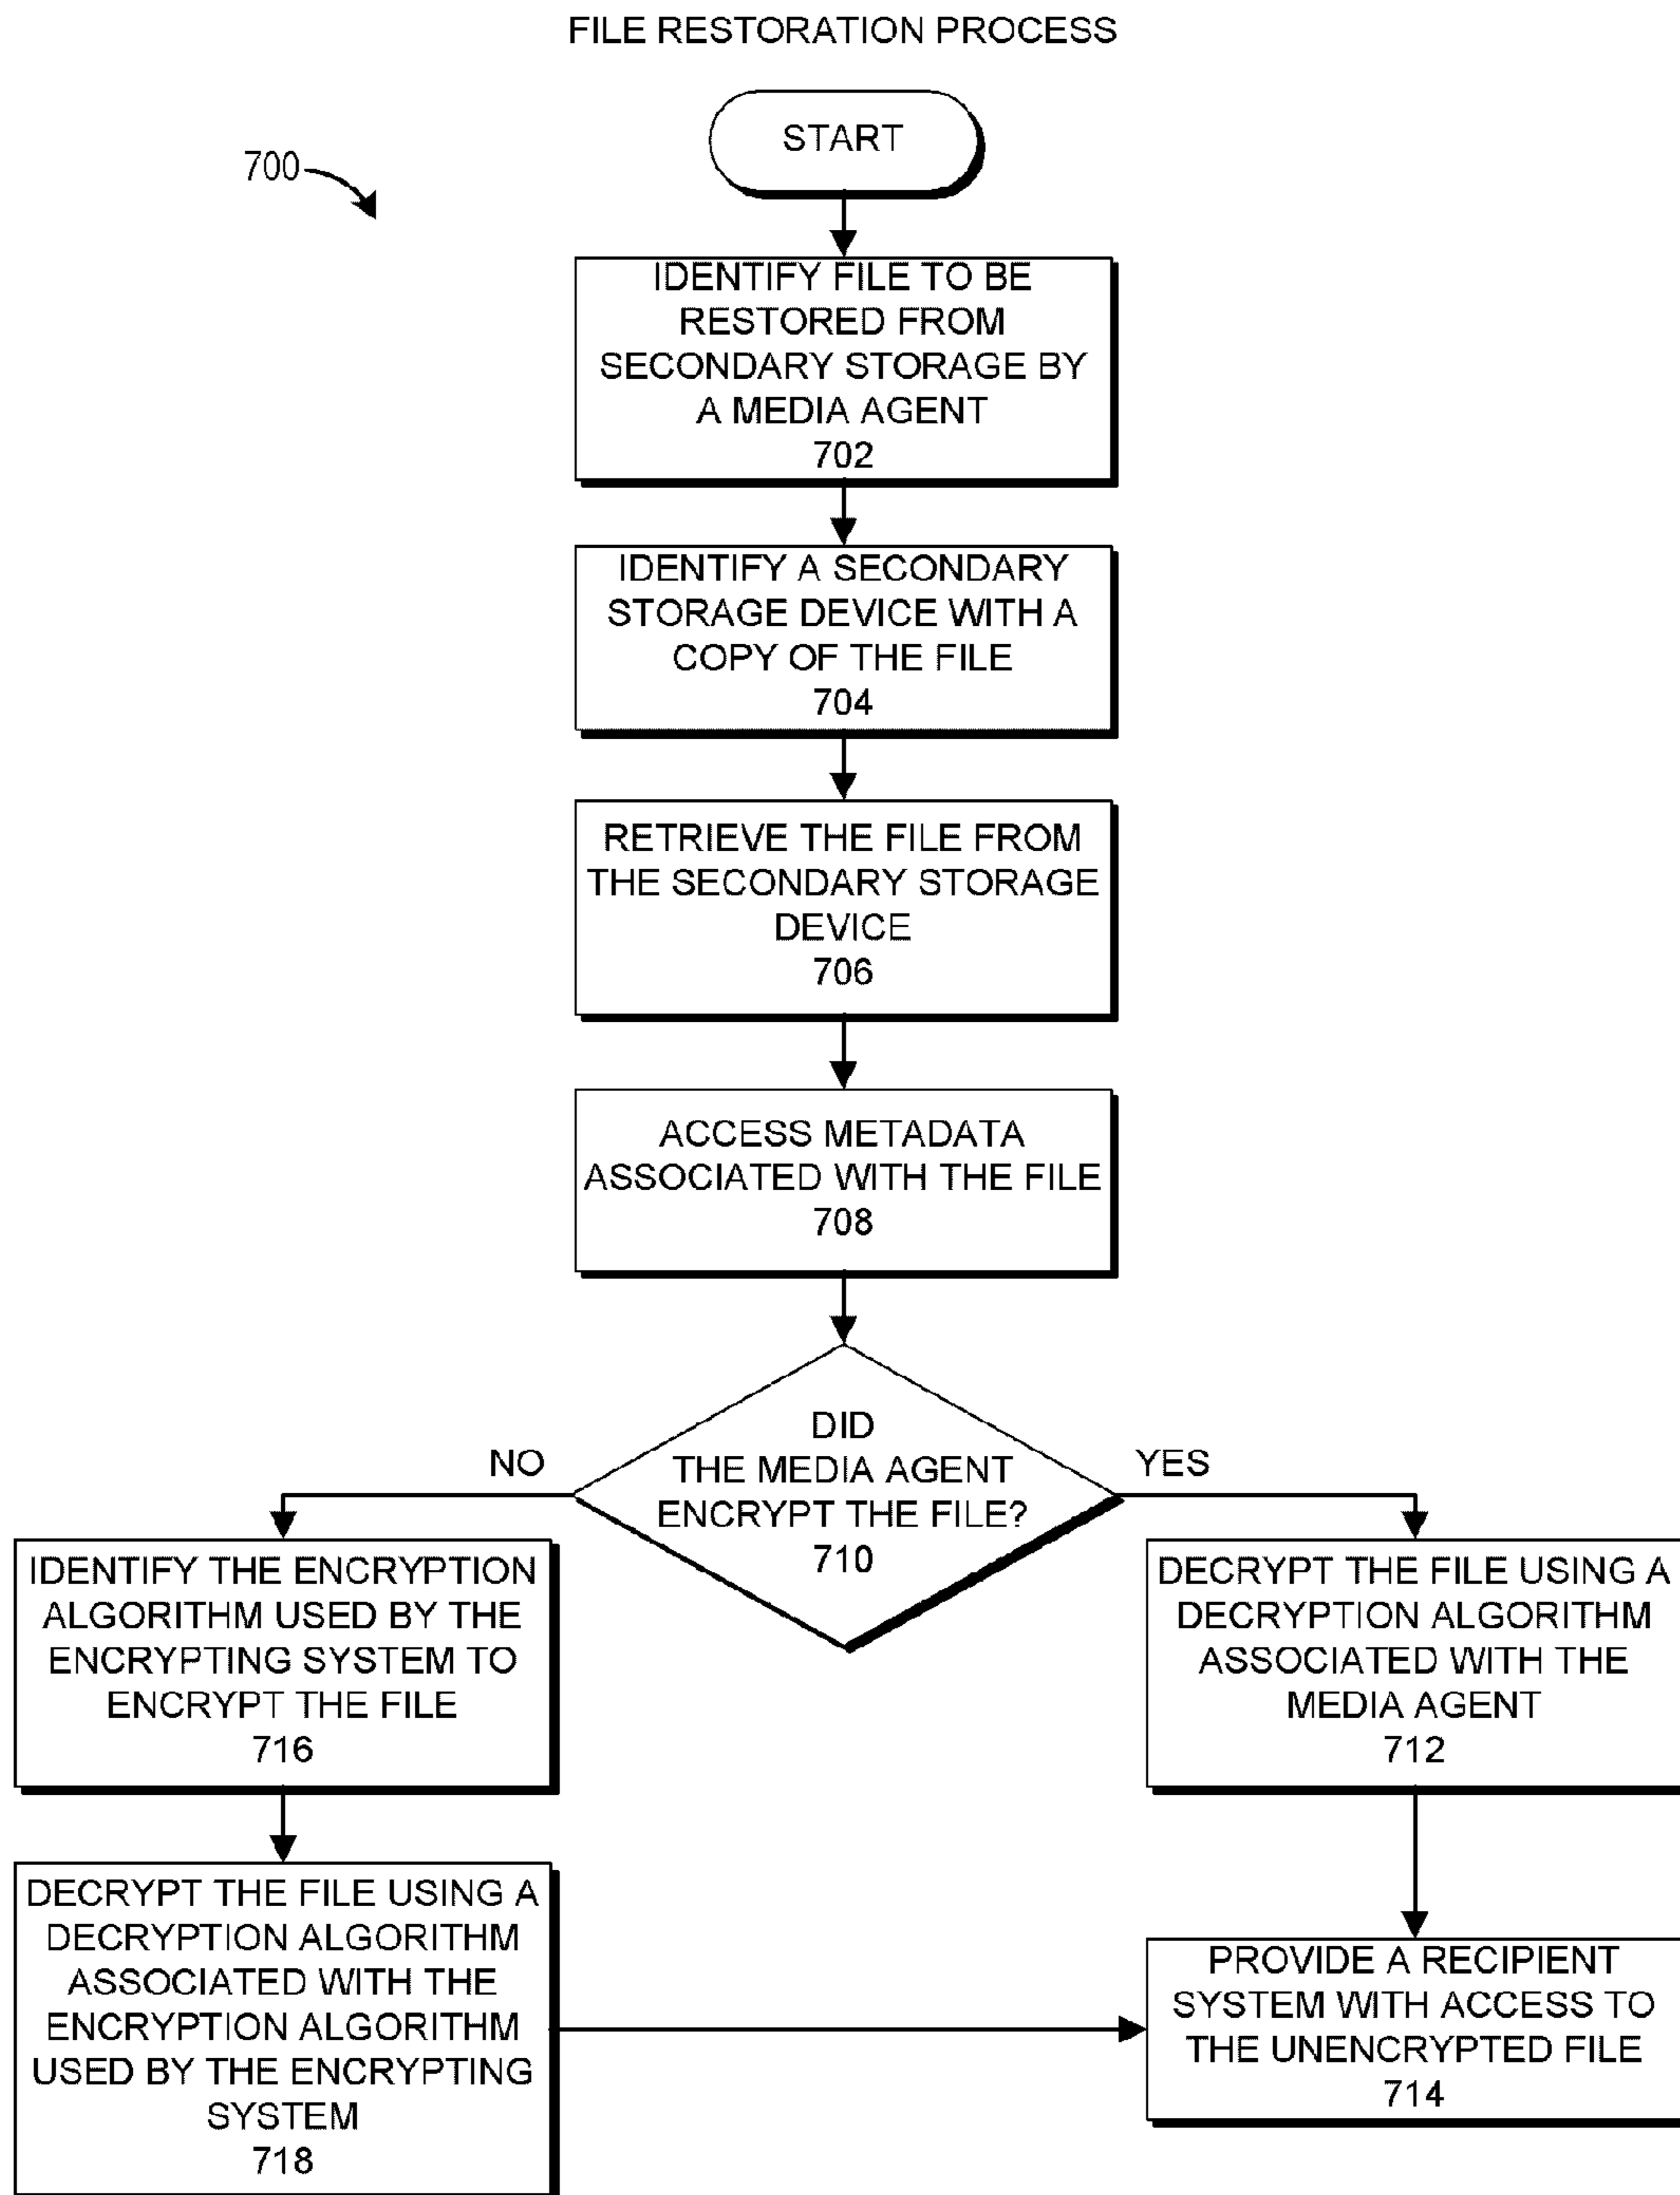 FILE RESTORATION PROCESS
START
700
IDENTIFY FILE TO BE
RESTORED FROM
SECONDARY STORAGE BY
A MEDIA AGENT
702
IDENTIFY A SECONDARY
STORAGE DEVICE WITH A
COPY OF THE FILE
704
RETRIEVE THE FILE FROM
THE SECONDARY STORAGE
DEVICE
706
ACCESS METADATA
ASSOCIATED WITH THE FILE
708
DID
THE MEDIA AGENT
ENCRYPT THE FILE?
710
NO
YES
IDENTIFY THE ENCRYPTION
ALGORITHM USED BY THE
ENCRYPTING SYSTEM TO
ENCRYPT THE FILE
716
DECRYPT THE FILE USING A
DECRYPTION ALGORITHM
ASSOCIATED WITH THE
MEDIA AGENT
712
DECRYPT THE FILE USING A
DECRYPTION ALGORITHM
ASSOCIATED WITH THE
ENCRYPTION ALGORITHM
USED BY THE ENCRYPTING
SYSTEM
718
PROVIDE A RECIPIENT
SYSTEM WITH ACCESS TO
THE UNENCRYPTED FILE
714